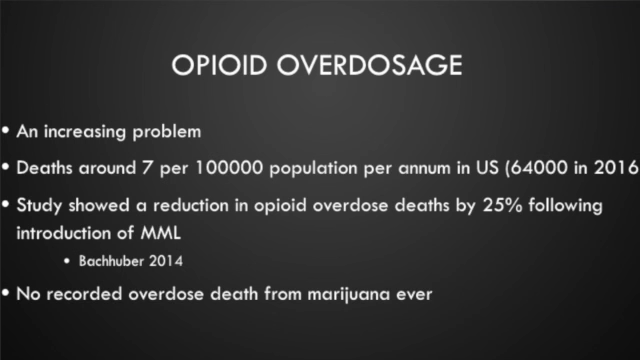 OPIOID OVERDOSAGE
• An increasing problem
• Deaths around 7 per 100000 population per annum in US (64000 in 2016
• Study showed a reduction in opioid overdose deaths by 25% following
introduction of MML
• Bachhuber 2014
• No recorded overdose death from marijuana ever